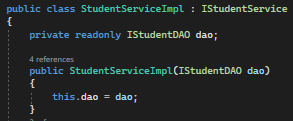 public class StudentServiceImpl : IStudentService
{
private readonly IStudentDAO dao;
4 references
public StudentServiceImpl(IStudentDAO dao)
{
this.dao = dao;
}